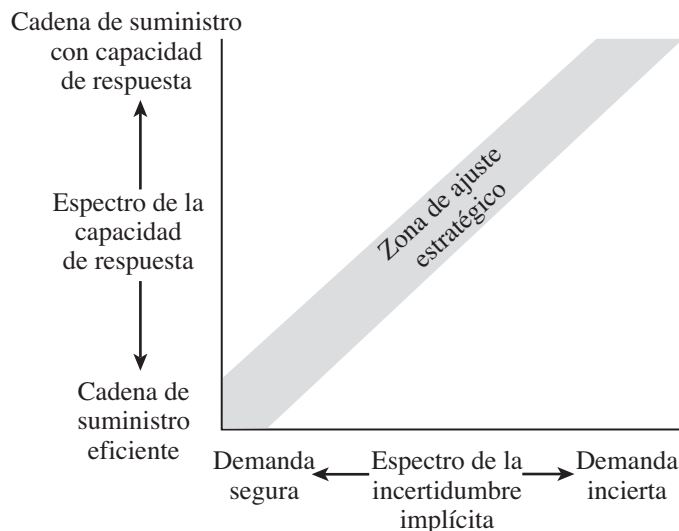 Cadena de suministro
con capacidad
de respuesta
Espectro de la
capacidad
de respuesta
Cadena de
suministro
eficiente
Zona de ajuste
estratégico
Demanda
segura
Espectro de la
incertidumbre
implícita
Demanda
incierta